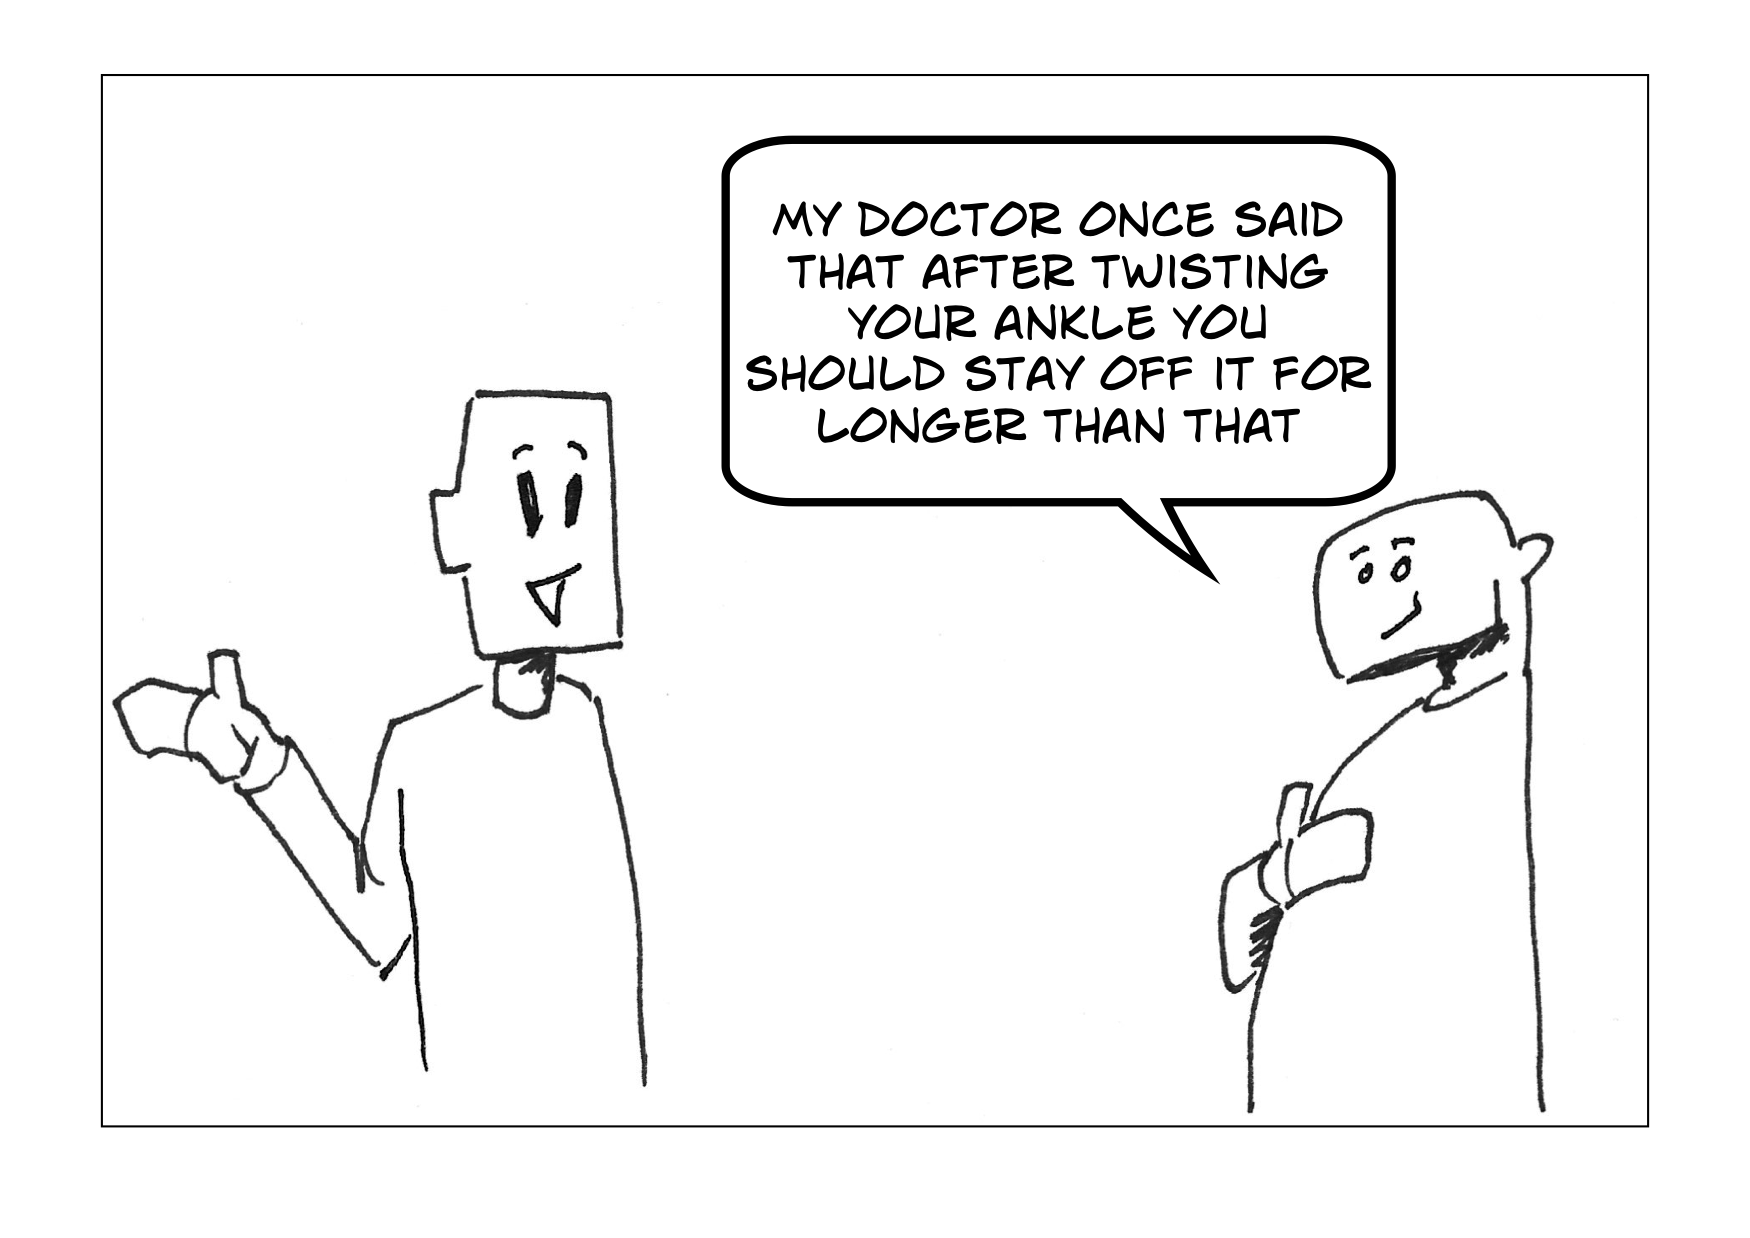 MY DOCTOR ONCE SAID
THAT AFTER TWISTING
YOUR ANKLE YOU
SHOULD STAY OFF IT FOR
LONGER THAN THAT